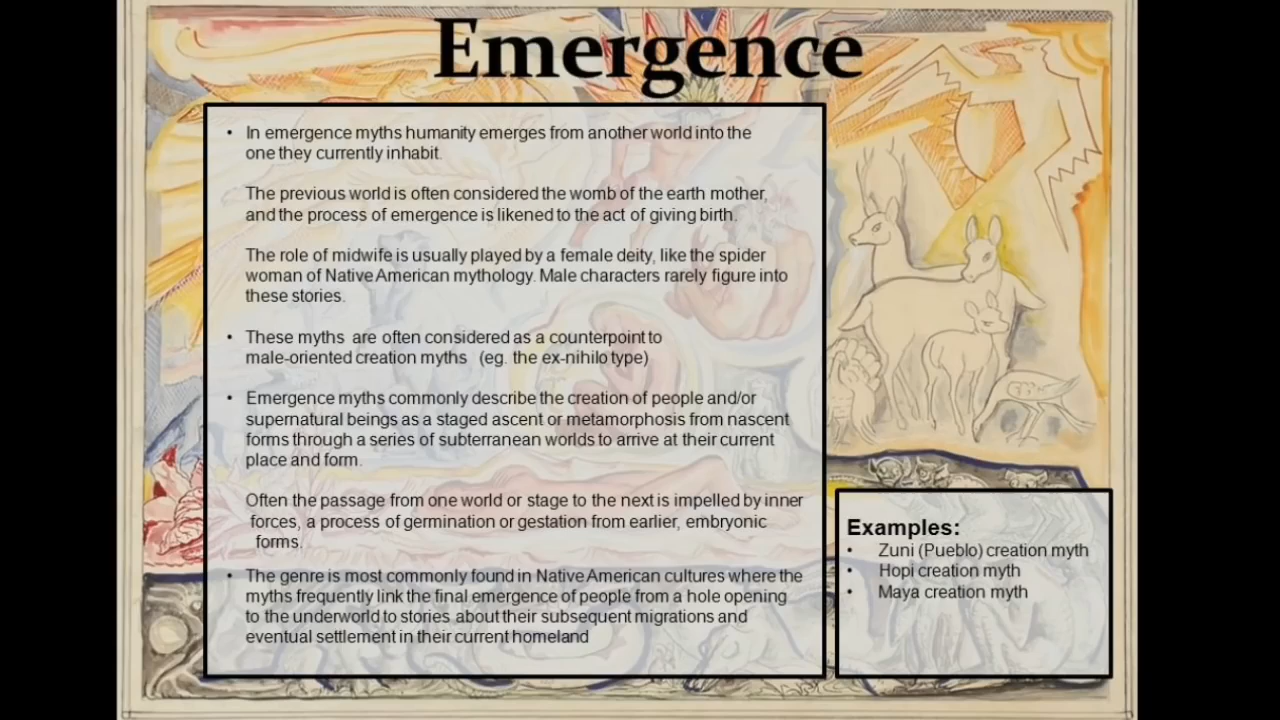 Emergence
• In emergence myths humanity emerges from another world into the
one they currently inhabit.
The previous world is often considered the womb of the earth mother,
and the process of emergence is likened to the act of giving birth.
The role of midwife is usually played by a female deity, like the spider
woman of Native American mythology. Male characters rarely figure into
these stories.
• These myths are often considered as a counterpoint to
male-oriented creation myths (eg. the ex-nihilo type)
• Emergence myths commonly describe the creation of people and/or
supernatural beings as a staged ascent or metamorphosis from nascent
forms through a series of subterranean worlds to arrive at their current
place and form.
Often the passage from one world or stage to the next is impelled by inner
forces, a process of germination or gestation from earlier, embryonic
forms.
• The genre is most commonly found in Native American cultures where the
myths frequently link the final emergence of people from a hole opening
to the underworld to stories about their subsequent migrations and
eventual settlement in their current homeland
Examples:
• Zuni (Pueblo) creation myth
• Hopi creation myth
• Maya creation myth